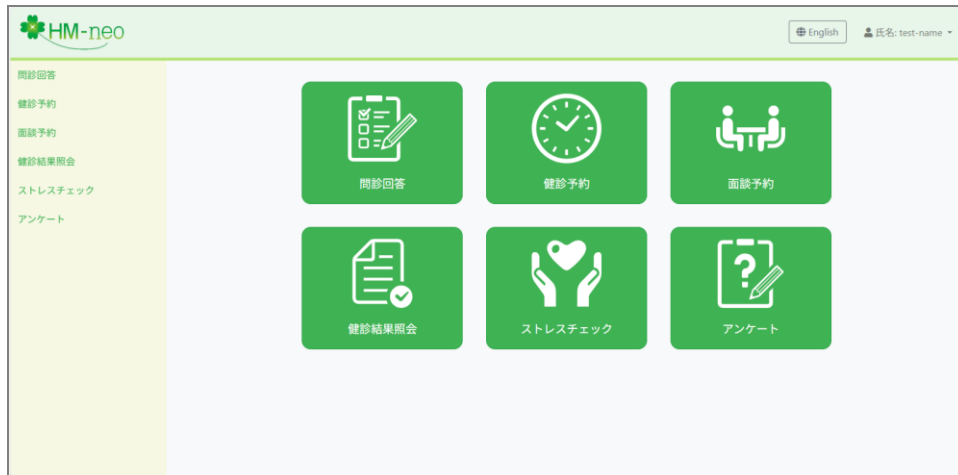 HM-neo
English
氏名: test-name
問診回答
健診予約
面談予約
健診結果照会
ストレスチェック
アンケート
問診回答
健診予約
面談予約
健診結果照会
ストレスチェック
アンケート